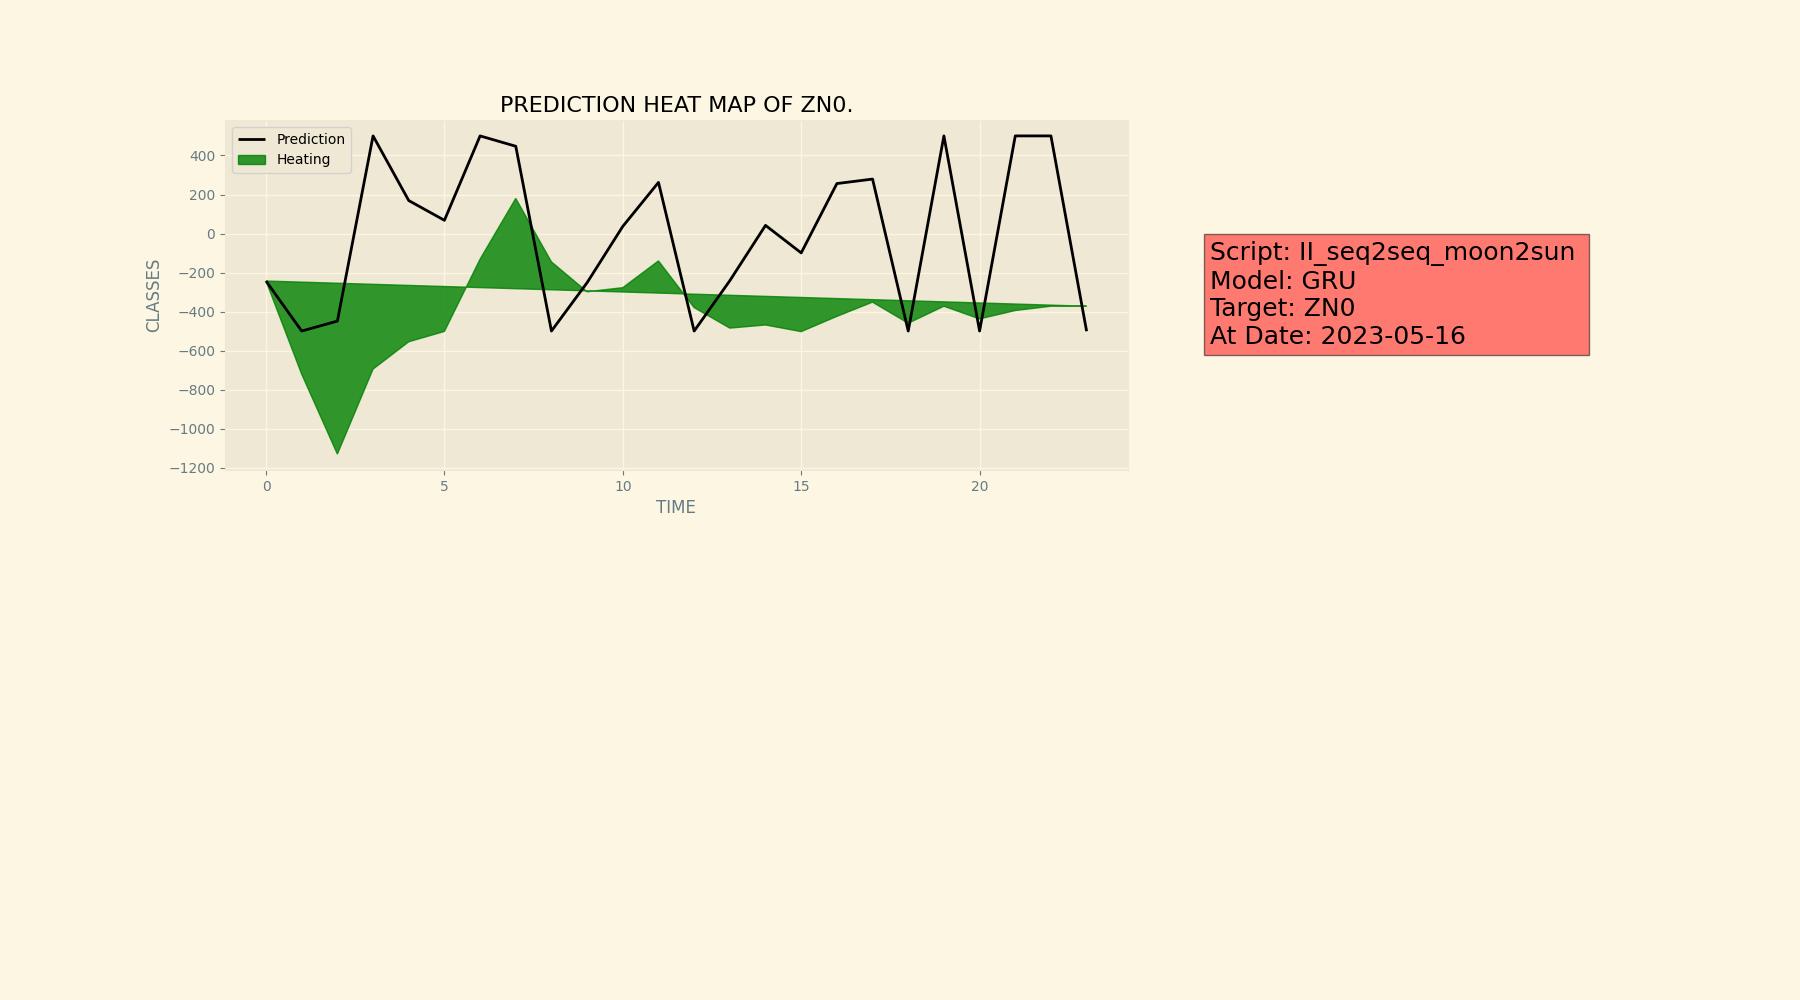 PREDICTION HEAT MAP OF ZN0.
Prediction
Heating
400
200
0
−200
−400
−600
−800
−1000
−1200
CLASSES
0 5 10 15 20
TIME
Script: II_seq2seq_moon2sun
Model: GRU
Target: ZN0
At Date: 2023-05-16